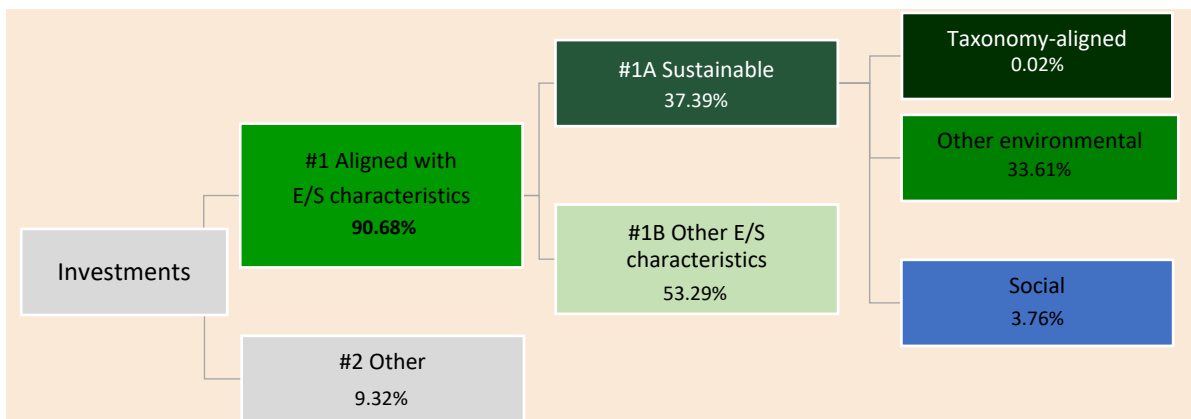 Investments
#1 Aligned with
E/S characteristics
90.68%
#2 Other
9.32%
#1A Sustainable
37.39%
#1B Other E/S
characteristics
53.29%
Taxonomy-aligned
0.02%
Other environmental
33.61%
Social
3.76%